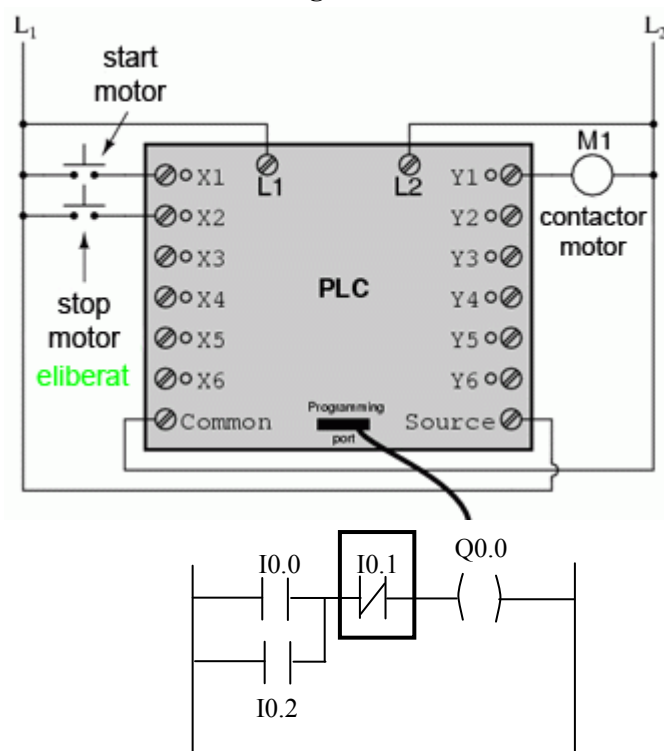 L1
L2
start
motor
M1
X1
L1
L2
Y1
X2
Y2
contactor
motor
X3
Y3
stop
motor
X4
PLC
Y4
X5
Y5
eliberat
X6
Y6
Common
Programming
port
Source
I0.0
I0.1
Q0.0
I0.2